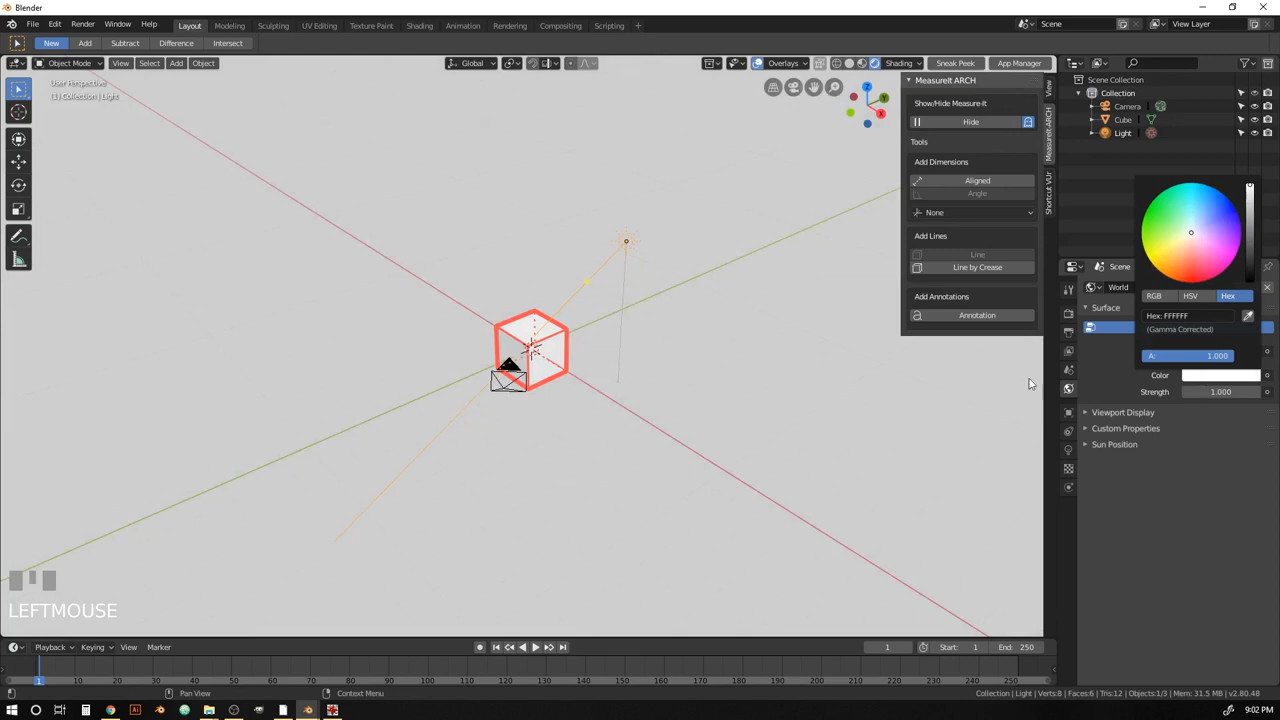 Blender
File Edit Render Window Help Layout Modeling Sculpting UV Editing Texture Paint Shading Animation Rendering Compositing Scripting + Scene View Layer
New Add Subtract Difference Intersect
Object Mode View Select Add Object Global Overlays Shading Sneak Peek App Manager
User Perspective
(1) Collection | Light
MeasureIt ARCH
Show/Hide Measure-It
Hide
Tools
Add Dimensions
Aligned
Angle
None
Add Lines
Line
Line by Crease
Add Annotations
Annotation
View
MeasureIt-ARCH
Shortcut VUr
Scene Collection
Collection
Camera
Cube
Light
Scene
World
Surface
RGB HSV Hex
Hex: FFFFFF
(Gamma Corrected)
A: 1.000
Color
Strength 1.000
Viewport Display
Custom Properties
Sun Position
LEFTMOUSE
Playback Keying View Marker 1 Start: 1 End: 250
1 10 20 30 40 50 60 70 80 90 100 110 120 130 140 150 160 170 180 190 200 210 220 230 240 250
Pan View Context Menu Collection | Light | Verts:8 | Faces:6 | Tris:12 | Objects:1/3 | Mem: 31.5 MB | v2.80.48
9:02 PM